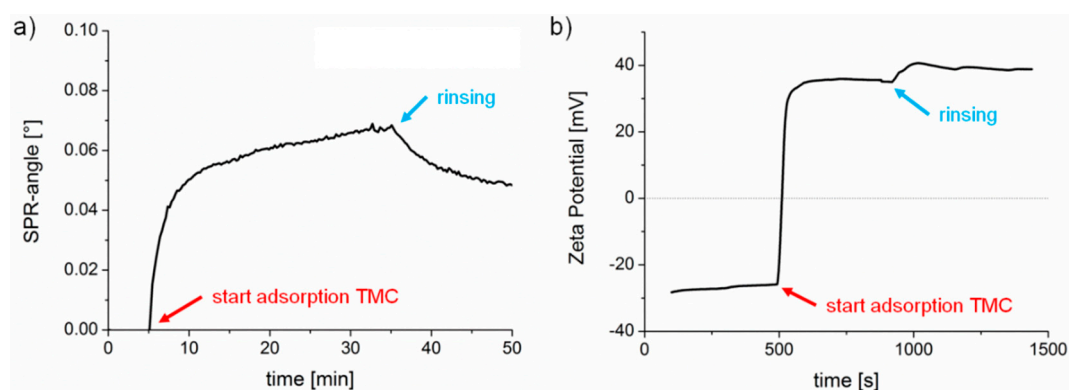 a)
SPR-angle [°]
0.10
0.08
0.06
0.04
0.02
0.00
rinsing
start adsorption TMC
0 10 20 30 40 50
time [min]
b)
Zeta Potential [mV]
40
20
0
-20
-40
rinsing
start adsorption TMC
0 500 1000 1500
time [s]